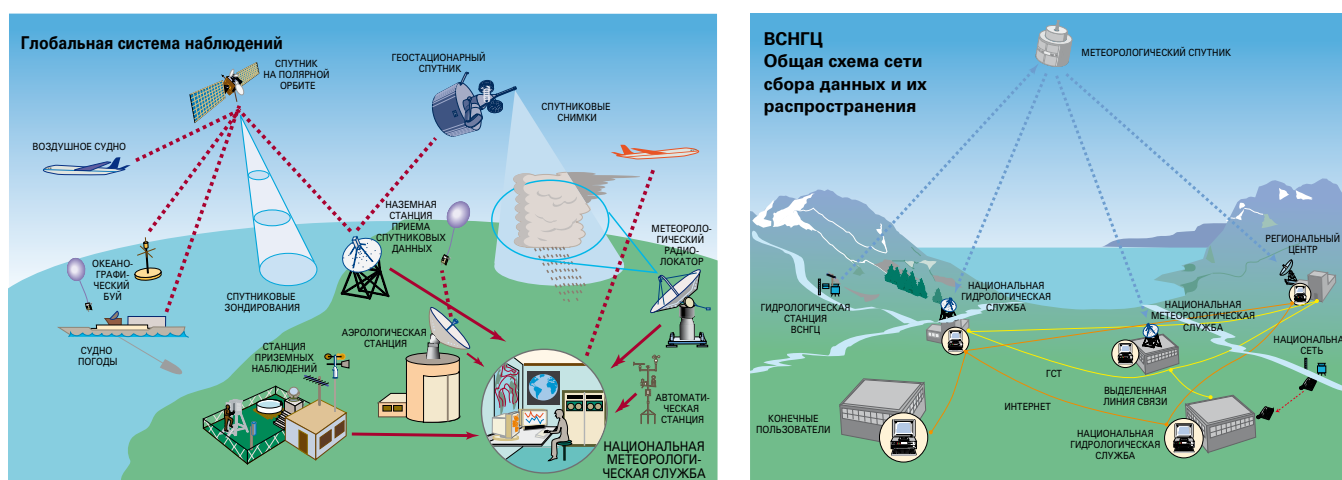 Глобальная система наблюдений
СПУТНИК
НА ПОЛЯРНОЙ
ОРБИТЕ
ГЕОСТАЦИОНАРНЫЙ
СПУТНИК
СПУТНИКОВЫЕ
СНИМКИ
ВОЗДУШНОЕ СУДНО
НАЗЕМНАЯ
СТАНЦИЯ
ПРИЕМА
СПУТНИКОВЫХ
ДАННЫХ
МЕТЕОРОЛО-
ГИЧЕСКИЙ
РАДИО-
ЛОКАТОР
ОКЕАНО-
ГРАФИ-
ЧЕСКИЙ
БУЙ
СПУТНИКОВЫЕ
ЗОНДИРОВАНИЯ
АЭРОЛОГИЧЕСКАЯ
СТАНЦИЯ
СУДНО
ПОГОДЫ
СТАНЦИЯ
ПРИЗЕМНЫХ
НАБЛЮДЕНИЙ
АВТОМАТИ-
ЧЕСКАЯ
СТАНЦИЯ
НАЦИОНАЛЬНАЯ
МЕТЕОРОЛОГИ-
ЧЕСКАЯ СЛУЖБА
ВСНГЦ
Общая схема сети
сбора данных и их
распространения
МЕТЕОРОЛОГИЧЕСКИЙ СПУТНИК
РЕГИОНАЛЬНЫЙ
ЦЕНТР
ГИДРОЛОГИЧЕСКАЯ
СТАНЦИЯ
ВСНГЦ
НАЦИОНАЛЬНАЯ
ГИДРОЛОГИЧЕСКАЯ
СЛУЖБА
НАЦИОНАЛЬНАЯ
МЕТЕОРОЛОГИЧЕСКАЯ
СЛУЖБА
НАЦИОНАЛЬНА
СЕТЬ
ГСТ
ВЫДЕЛЕННАЯ
ЛИНИЯ СВЯЗИ
ИНТЕРНЕТ
КОНЕЧНЫЕ
ПОЛЬЗОВАТЕЛИ
НАЦИОНАЛЬНАЯ
ГИДРОЛОГИЧЕСКАЯ
СЛУЖБА